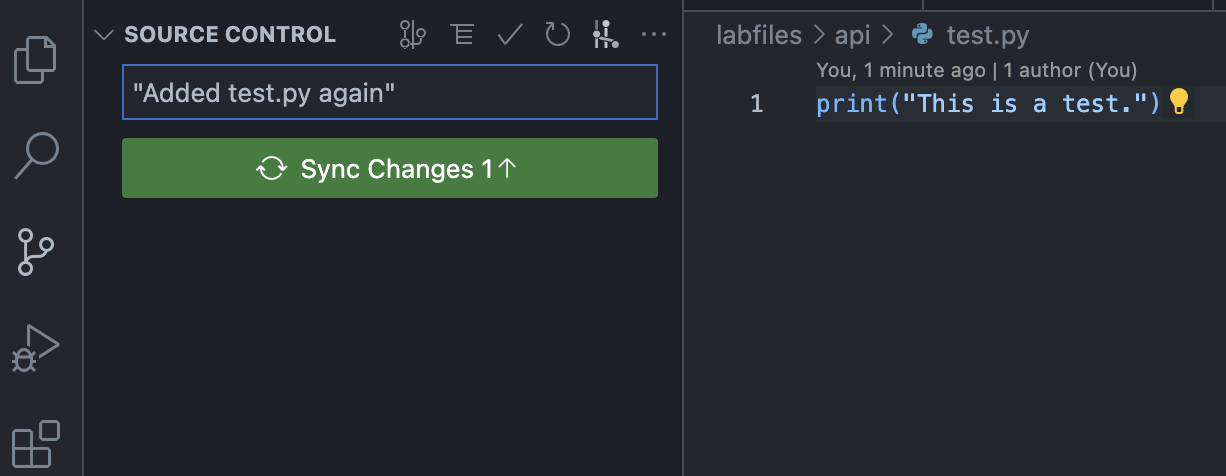 SOURCE CONTROL
"Added test.py again"
Sync Changes 1↑
labfiles > api > test.py
You, 1 minute ago | 1 author (You)
1 print("This is a test.")